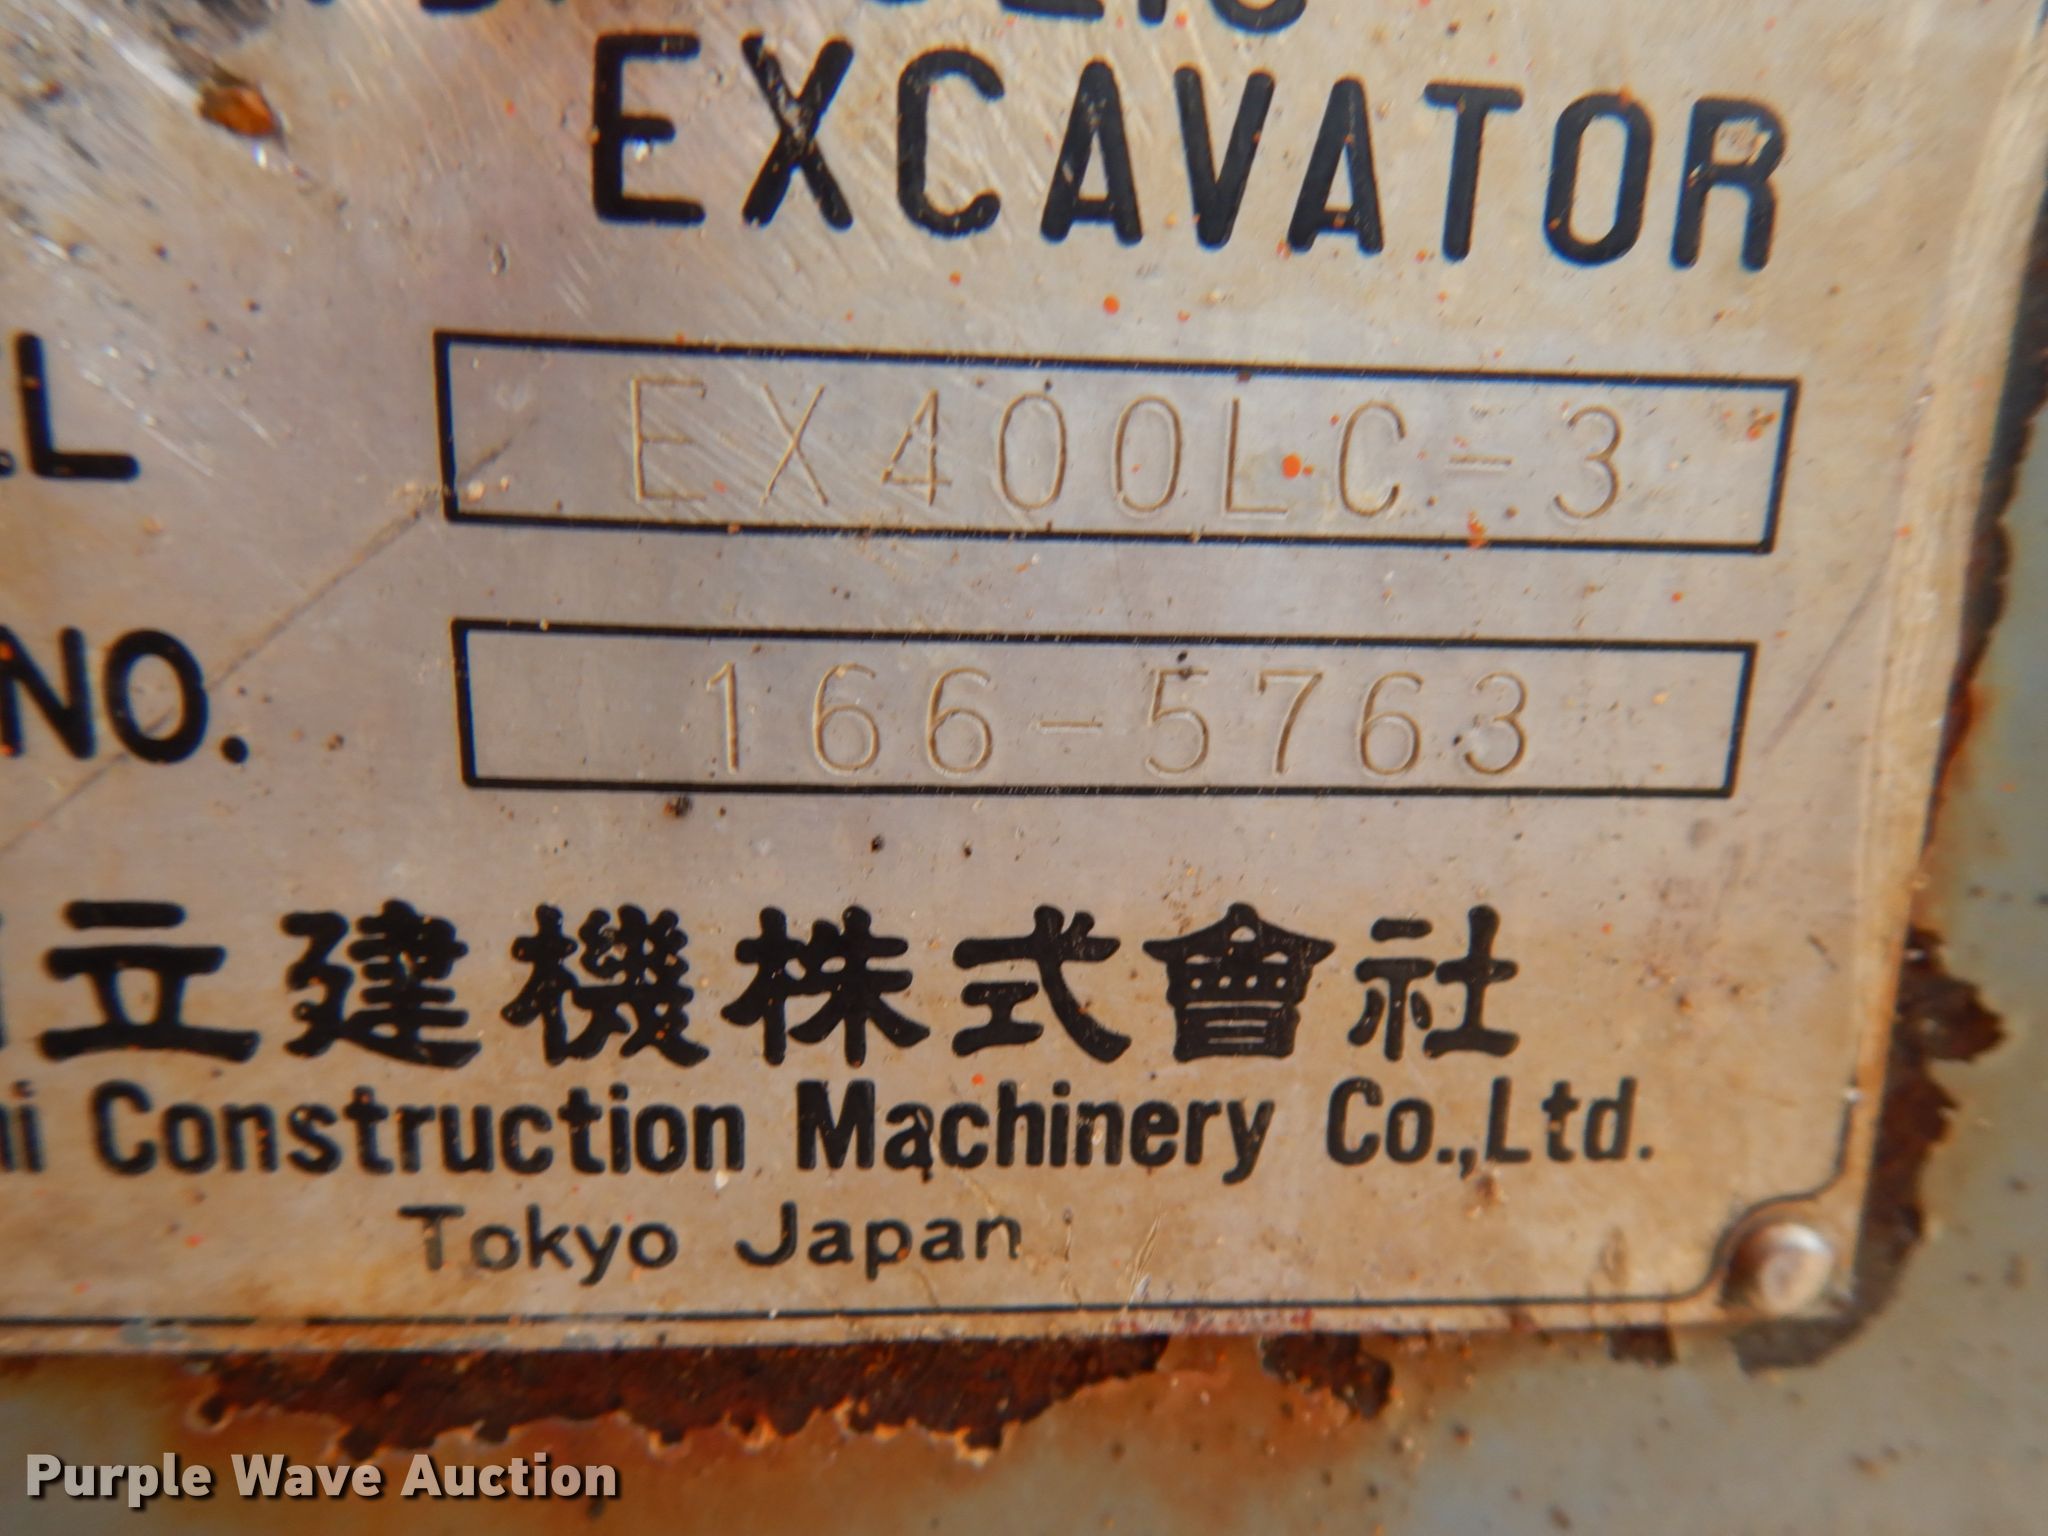 EXCAVATOR
EX400LC-3
NO.
166-5763
立建機株式會社
Construction Machinery Co.,Ltd.
Tokyo Japan
Purple Wave Auction